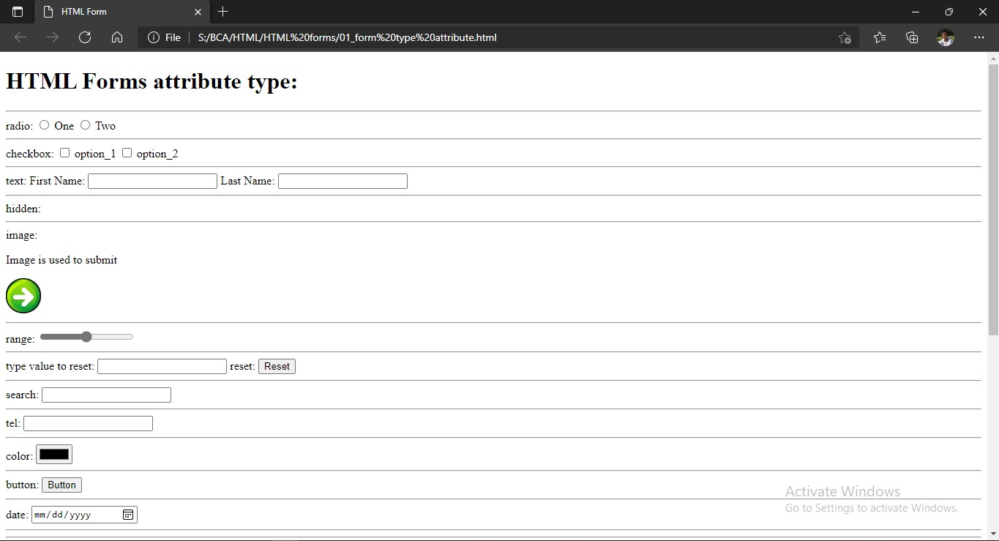 HTML Form
File S:/BCA/HTML/HTML%20forms/01_form%20type%20attribute.html
HTML Forms attribute type:
radio: One Two
checkbox: option_1 option_2
text: First Name: Last Name:
hidden:
image:
Image is used to submit
range:
type value to reset: reset: Reset
search:
tel:
color:
button: Button
date: mm/dd/yyyy
Activate Windows
Go to Settings to activate Windows.